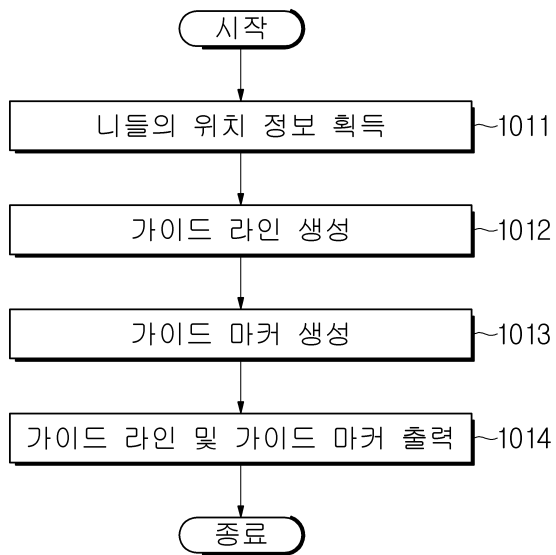 시작
니들의 위치 정보 획득 1011
가이드 라인 생성 1012
가이드 마커 생성 1013
가이드 라인 및 가이드 마커 출력 1014
종료